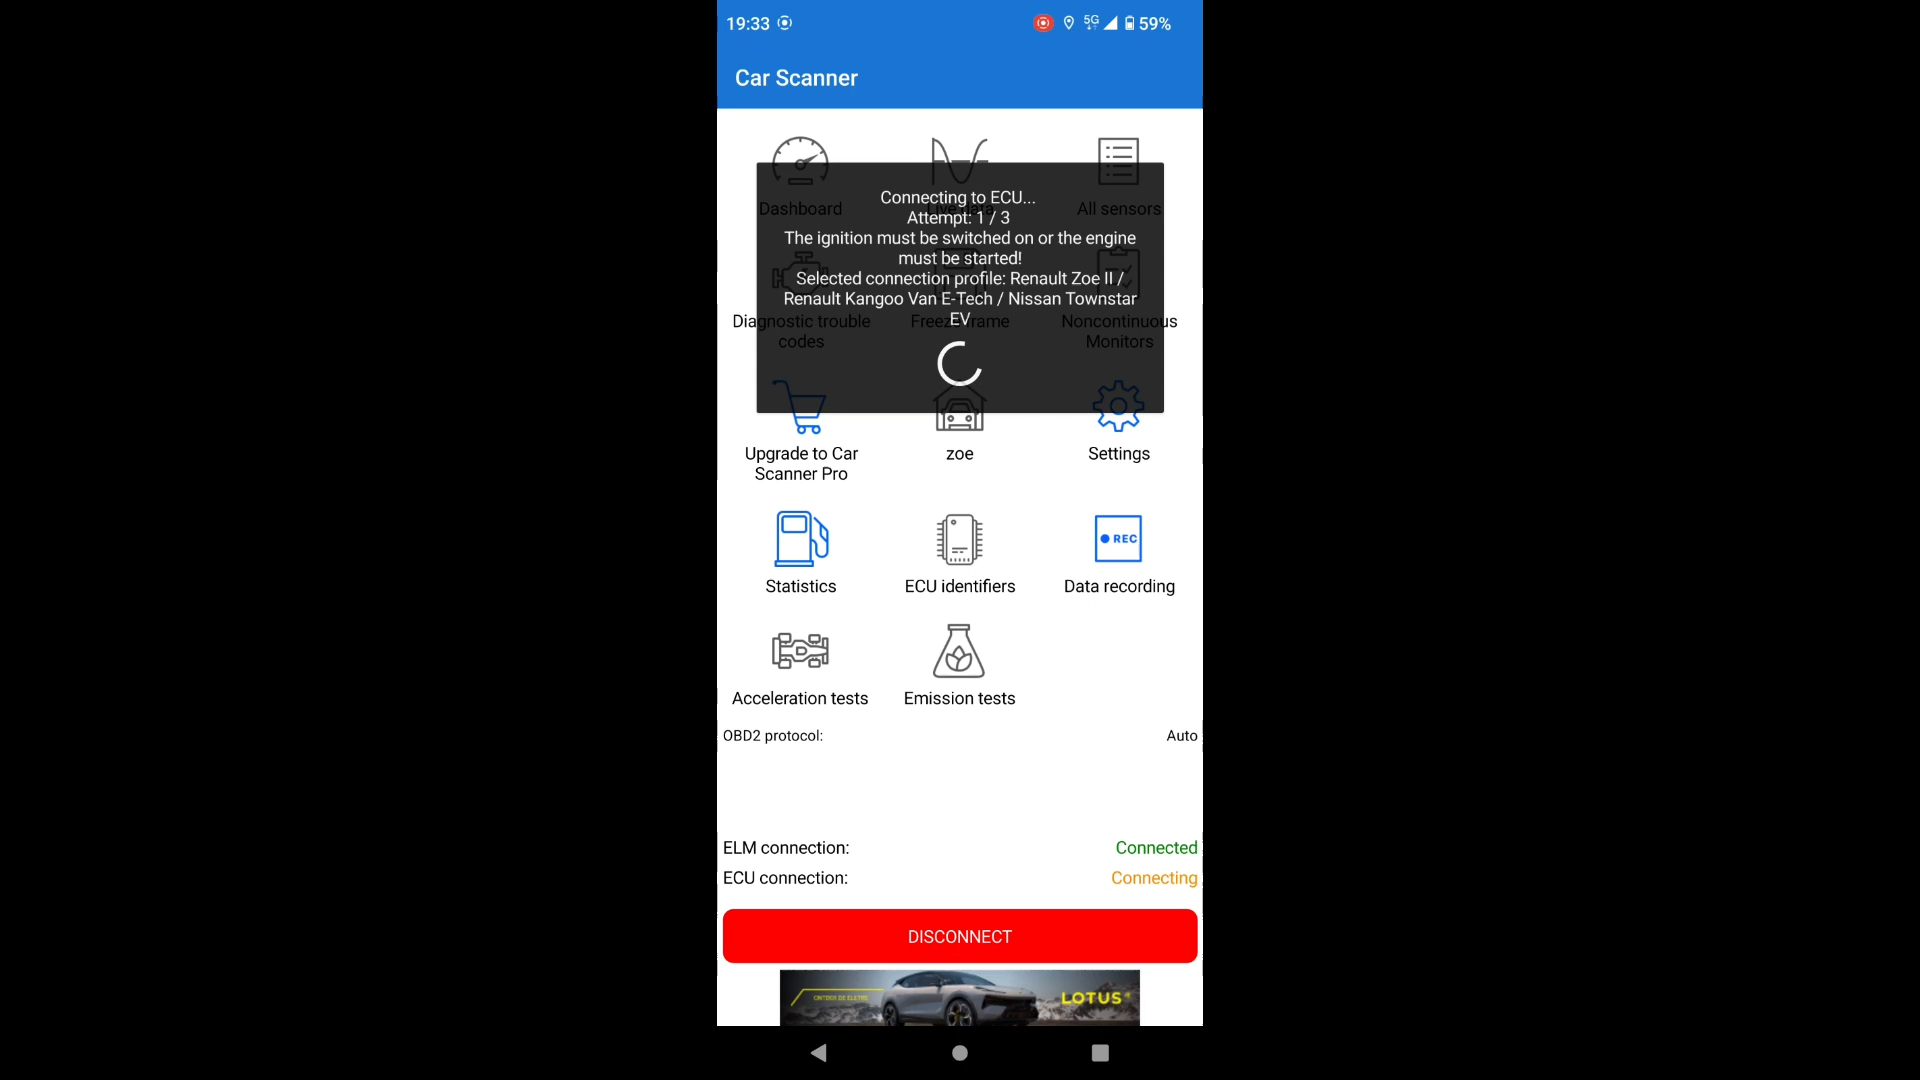 19:33
5G
59%
Car Scanner
Connecting to ECU...
Attempt: 1 / 3
The ignition must be switched on or the engine
must be started!
Selected connection profile: Renault Zoe II /
Renault Kangoo Van E-Tech / Nissan Townstar
EV
Dashboard
Live data
All sensors
Diagnostic trouble
codes
Freeze frame
Noncontinuous
Monitors
Upgrade to Car
Scanner Pro
zoe
Settings
Statistics
ECU identifiers
REC
Data recording
Acceleration tests
Emission tests
OBD2 protocol:
Auto
ELM connection:
Connected
ECU connection:
Connecting
DISCONNECT
LOTUS